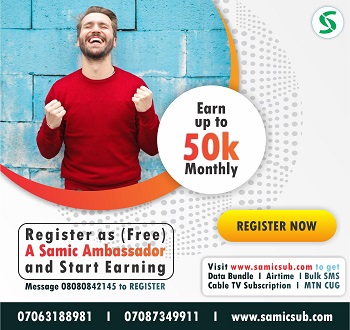 Earn
up to
50k
Monthly
Register as (Free)
A Samic Ambassador
and Start Earning
Message 08080842145 to REGISTER
REGISTER NOW
Visit www.samicsub.com to get
Data Bundle I Airtime I Bulk SMS
Cable TV Subscription I MTN CUG
07063188981 I 07087349911 I www.samicsub.com